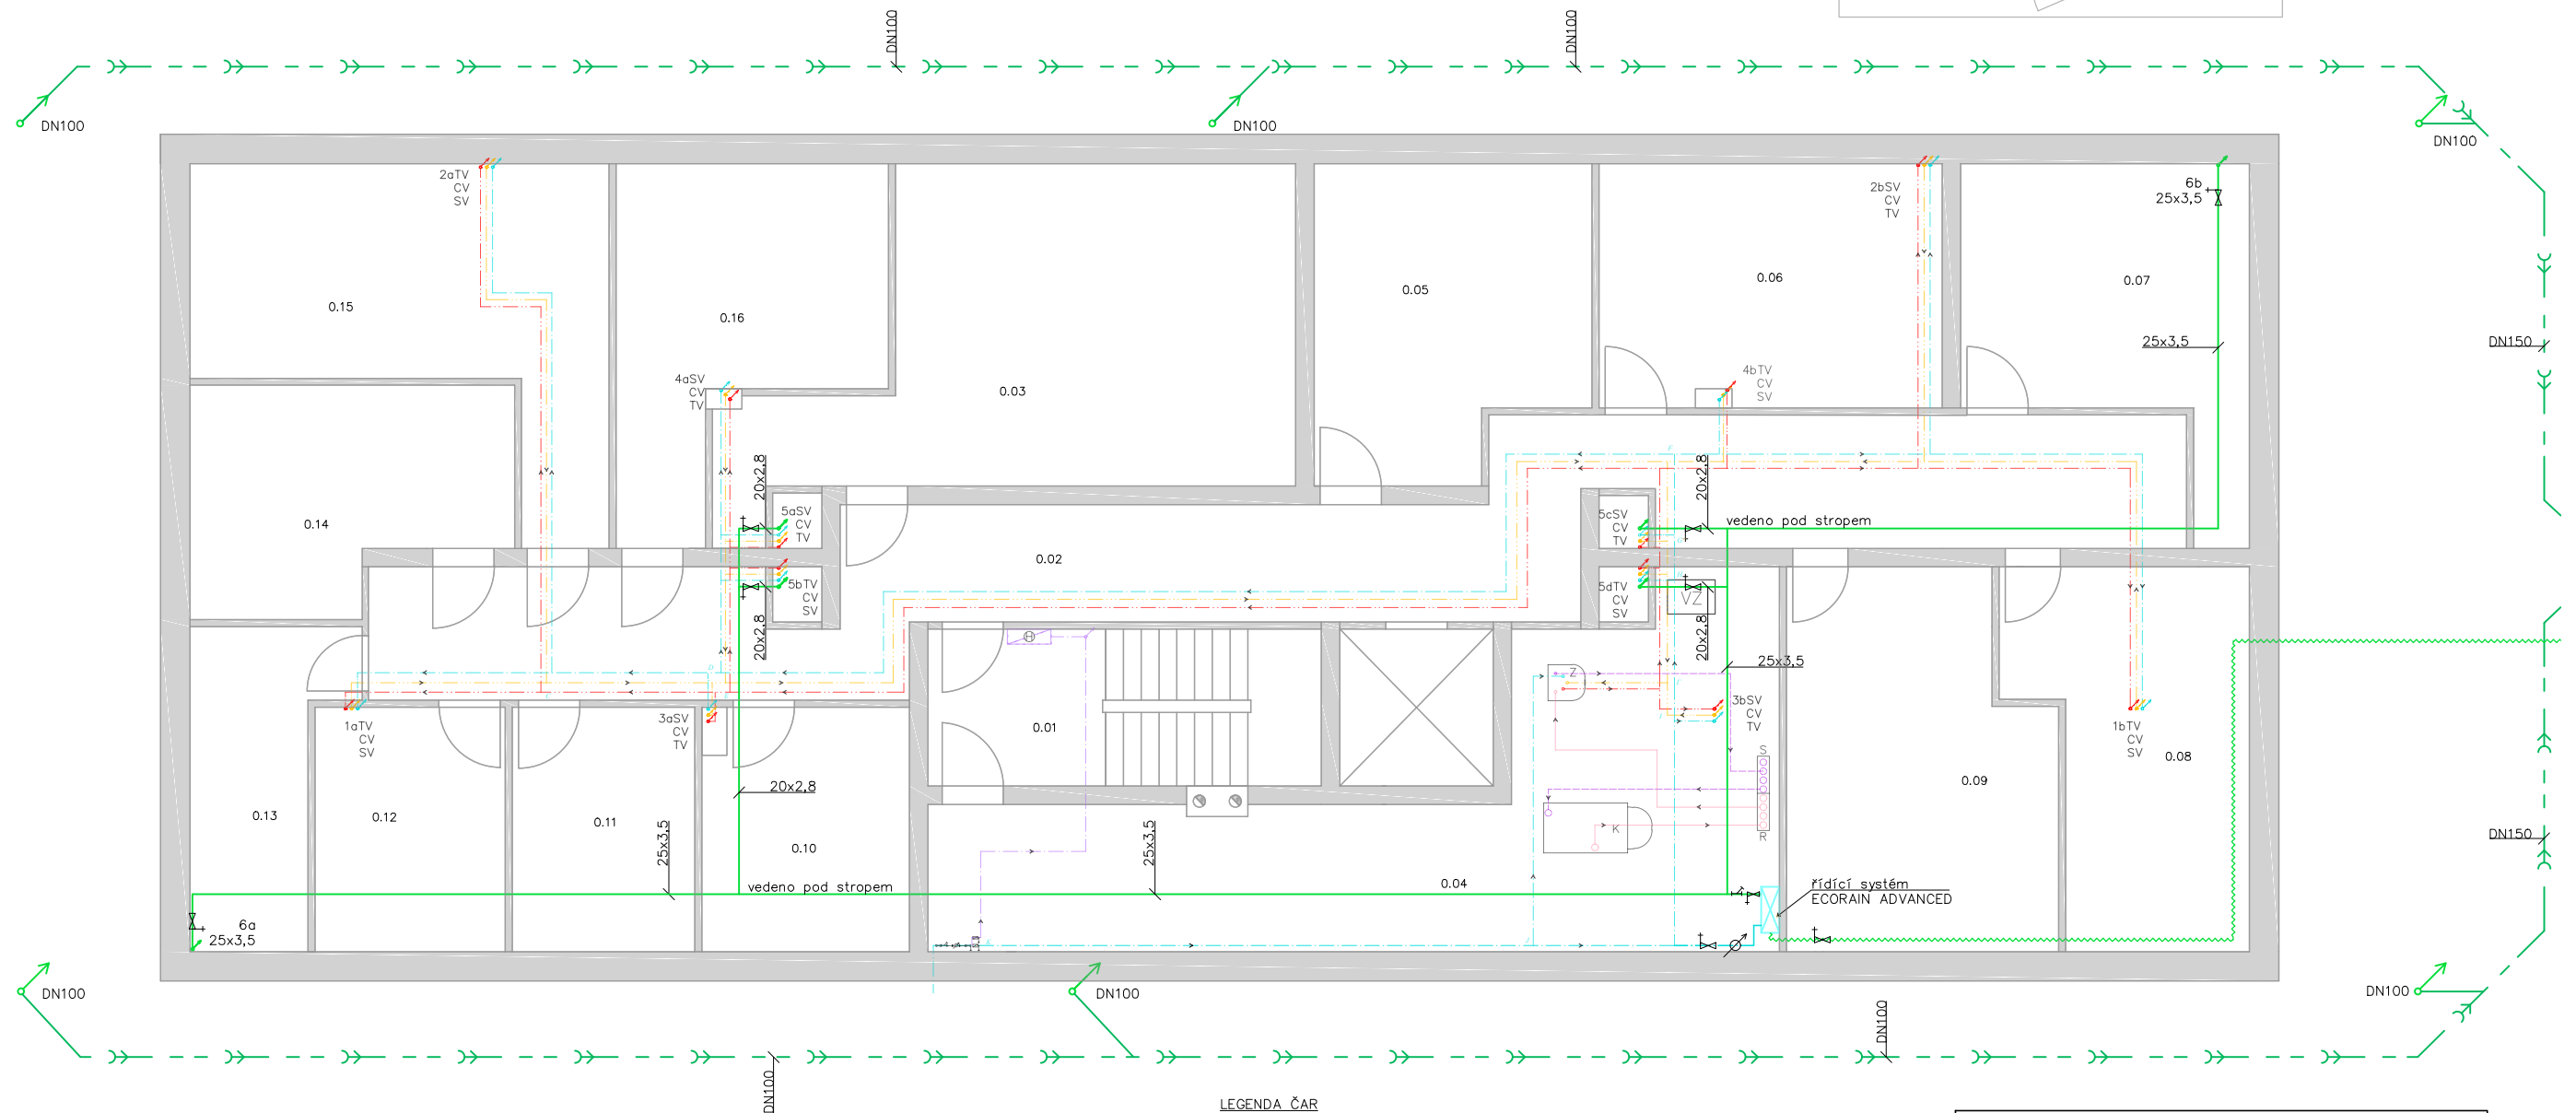 DN100
DN100
DN100
DN100
DN100
2aTV
CV
SV
2bSV
CV
TV
6b
25x3,5
0.15
0.16
0.03
0.05
0.06
0.07
DN150
25x3,5
4aSV
CV
TV
4bTV
CV
SV
20x2,8
20x2,8
5aSV
CV
TV
5cSV
CV
TV
vedeno pod stropem
0.14
0.02
5bTV
CV
SV
5dTV
CV
SV
VZ
20x2,8
20x2,8
H
25x3,5
Z
1aTV
CV
SV
3aSV
CV
TV
0.01
3bSV
CV
TV
1bTV
CV
SV
0.08
S
0.09
20x2,8
0.13
0.12
0.11
0.10
25x3,5
25x3,5
K
R
DN150
vedeno pod stropem
0.04
řídící systém
ECORAIN ADVANCED
6a
25x3,5
DN100
DN100
DN100
DN100
DN100
LEGENDA ČAR